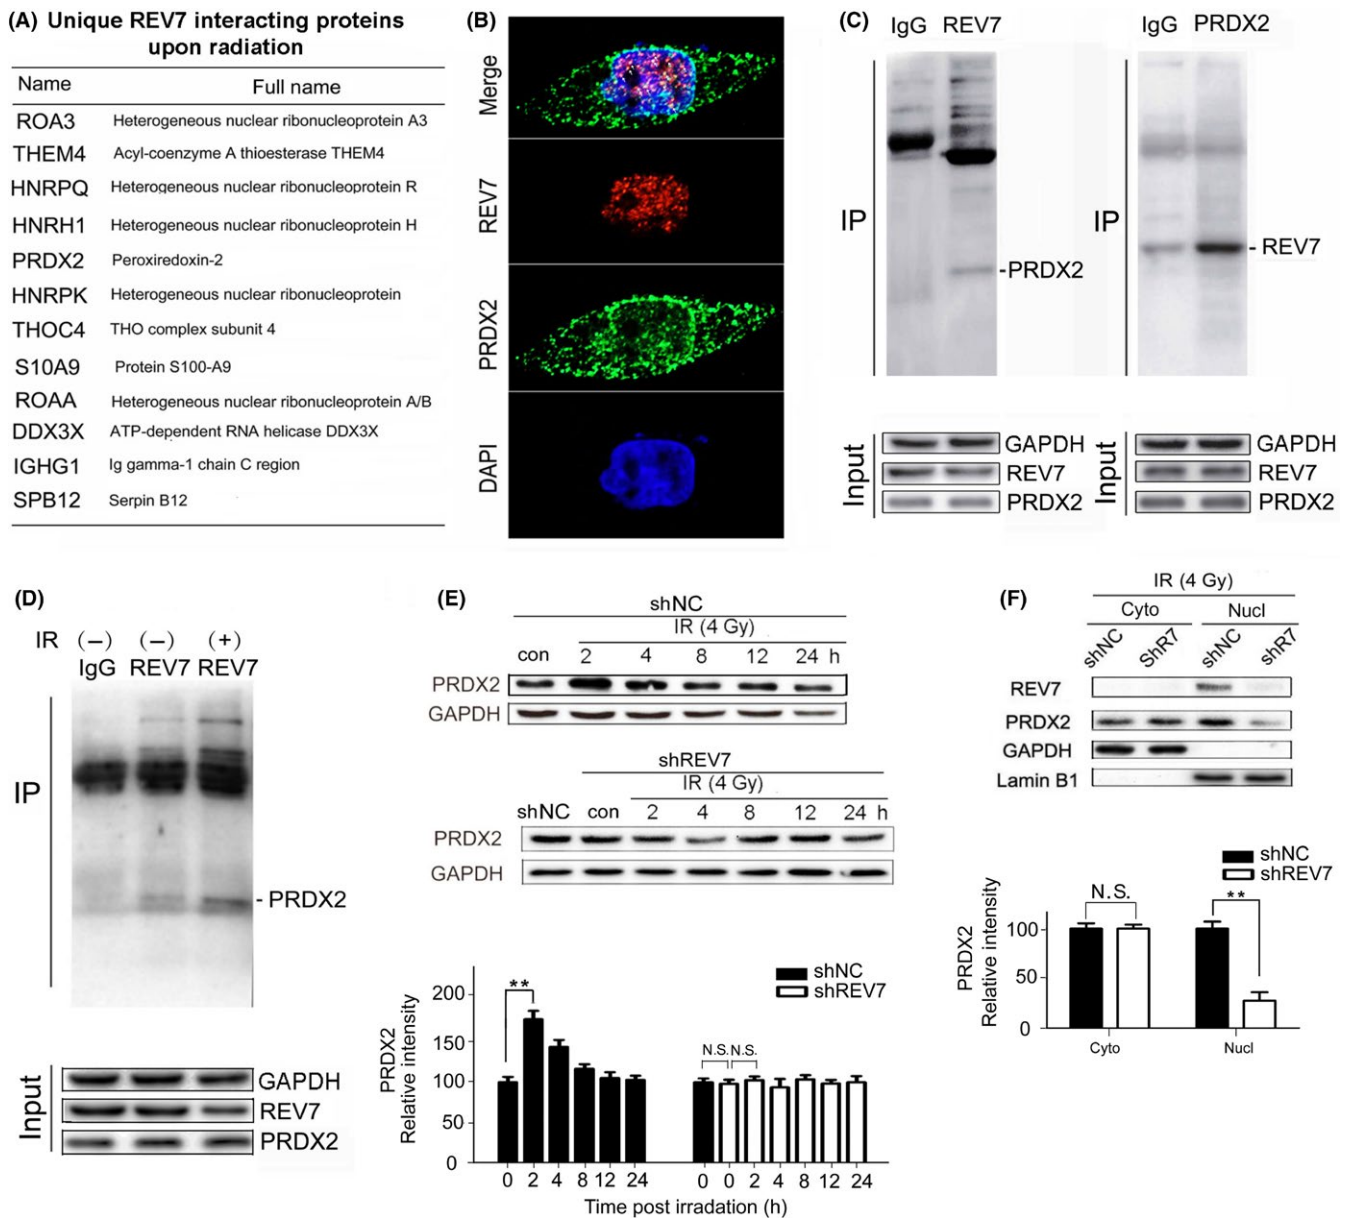 (A) Unique REV7 interacting proteins
upon radiation
Name Full name
ROA3 Heterogeneous nuclear ribonucleoprotein A3
THEM4 Acyl-coenzyme A thioesterase THEM4
HNRPQ Heterogeneous nuclear ribonucleoprotein R
HNRH1 Heterogeneous nuclear ribonucleoprotein H
PRDX2 Peroxiredoxin-2
HNRPK Heterogeneous nuclear ribonucleoprotein
THOC4 THO complex subunit 4
S10A9 Protein S100-A9
ROAA Heterogeneous nuclear ribonucleoprotein A/B
DDX3X ATP-dependent RNA helicase DDX3X
IGHG1 Ig gamma-1 chain C region
SPB12 Serpin B12
(B)
Merge
REV7
PRDX2
DAPI
(C)
IgG REV7
IP
-PRDX2
Input
GAPDH
REV7
PRDX2
IgG PRDX2
IP
- REV7
Input
GAPDH
REV7
PRDX2
(D)
IR (−) (−) (+)
IgG REV7 REV7
IP
- PRDX2
Input
GAPDH
REV7
PRDX2
(E)
shNC
IR (4 Gy)
con 2 4 8 12 24 h
PRDX2
GAPDH
shREV7
IR (4 Gy)
shNC con 2 4 8 12 24 h
PRDX2
GAPDH
shNC
shREV7
PRDX2
Relative intensity
200
150
100
50
0
**
N.S. N.S.
0 2 4 8 12 24 0 0 2 4 8 12 24
Time post irradation (h)
(F)
IR (4 Gy)
Cyto Nucl
shNC ShR7 shNC shR7
REV7
PRDX2
GAPDH
Lamin B1
shNC
shREV7
PRDX2
Relative intensity
100
50
0
N.S.
**
Cyto Nucl